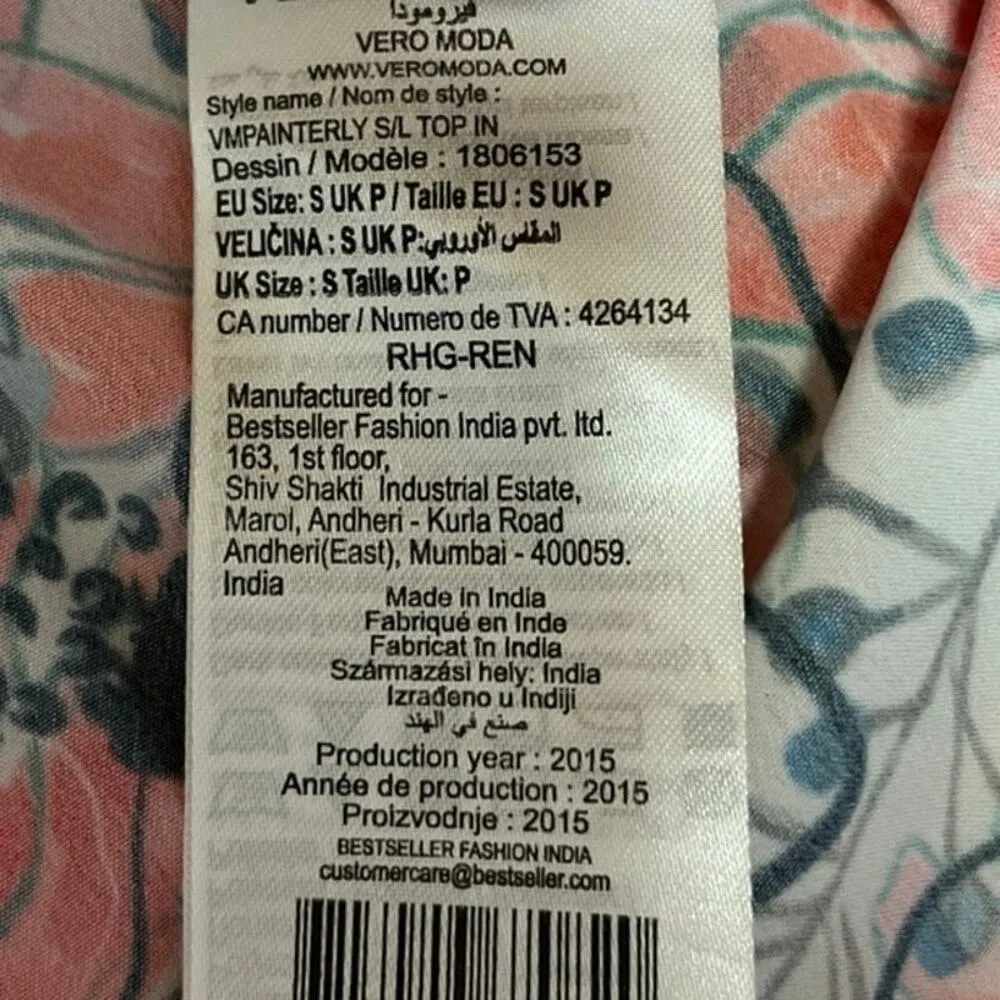 فيرومودا
VERO MODA
WWW.VEROMODA.COM
Style name / Nom de style :
VMPAINTERLY S/L TOP IN
Dessin / Modèle : 1806153
EU Size: S UK P / Taille EU : S UK P
VELIČINA : S UK P:المقاس الأوروبي
UK Size : S Taille UK: P
CA number / Numero de TVA : 4264134
RHG-REN
Manufactured for -
Bestseller Fashion India pvt. ltd.
163, 1st floor,
Shiv Shakti Industrial Estate,
Marol, Andheri - Kurla Road
Andheri(East), Mumbai - 400059.
India
Made in India
Fabriqué en Inde
Fabricat în India
Származási hely: India
Izrađeno u Indiji
صنع في الهند
Production year : 2015
Année de production : 2015
Proizvodnje : 2015
BESTSELLER FASHION INDIA
customercare@bestseller.com